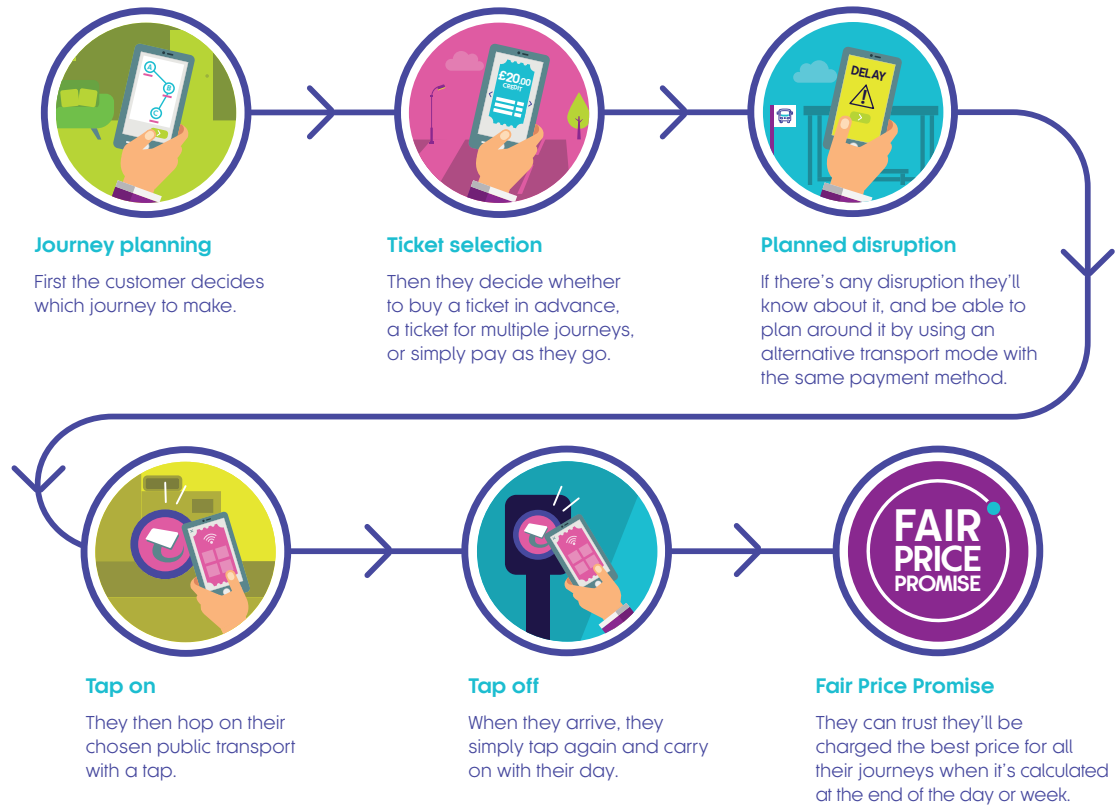 A
B
C
£20.00
CREDIT
DELAY
Journey planning
First the customer decides
which journey to make.
Ticket selection
Then they decide whether
to buy a ticket in advance,
a ticket for multiple journeys,
or simply pay as they go.
Planned disruption
If there’s any disruption they’ll
know about it, and be able to
plan around it by using an
alternative transport mode with
the same payment method.
FAIR
PRICE
PROMISE
Tap on
They then hop on their
chosen public transport
with a tap.
Tap off
When they arrive, they
simply tap again and carry
on with their day.
Fair Price Promise
They can trust they’ll be
charged the best price for all
their journeys when it’s calculated
at the end of the day or week.